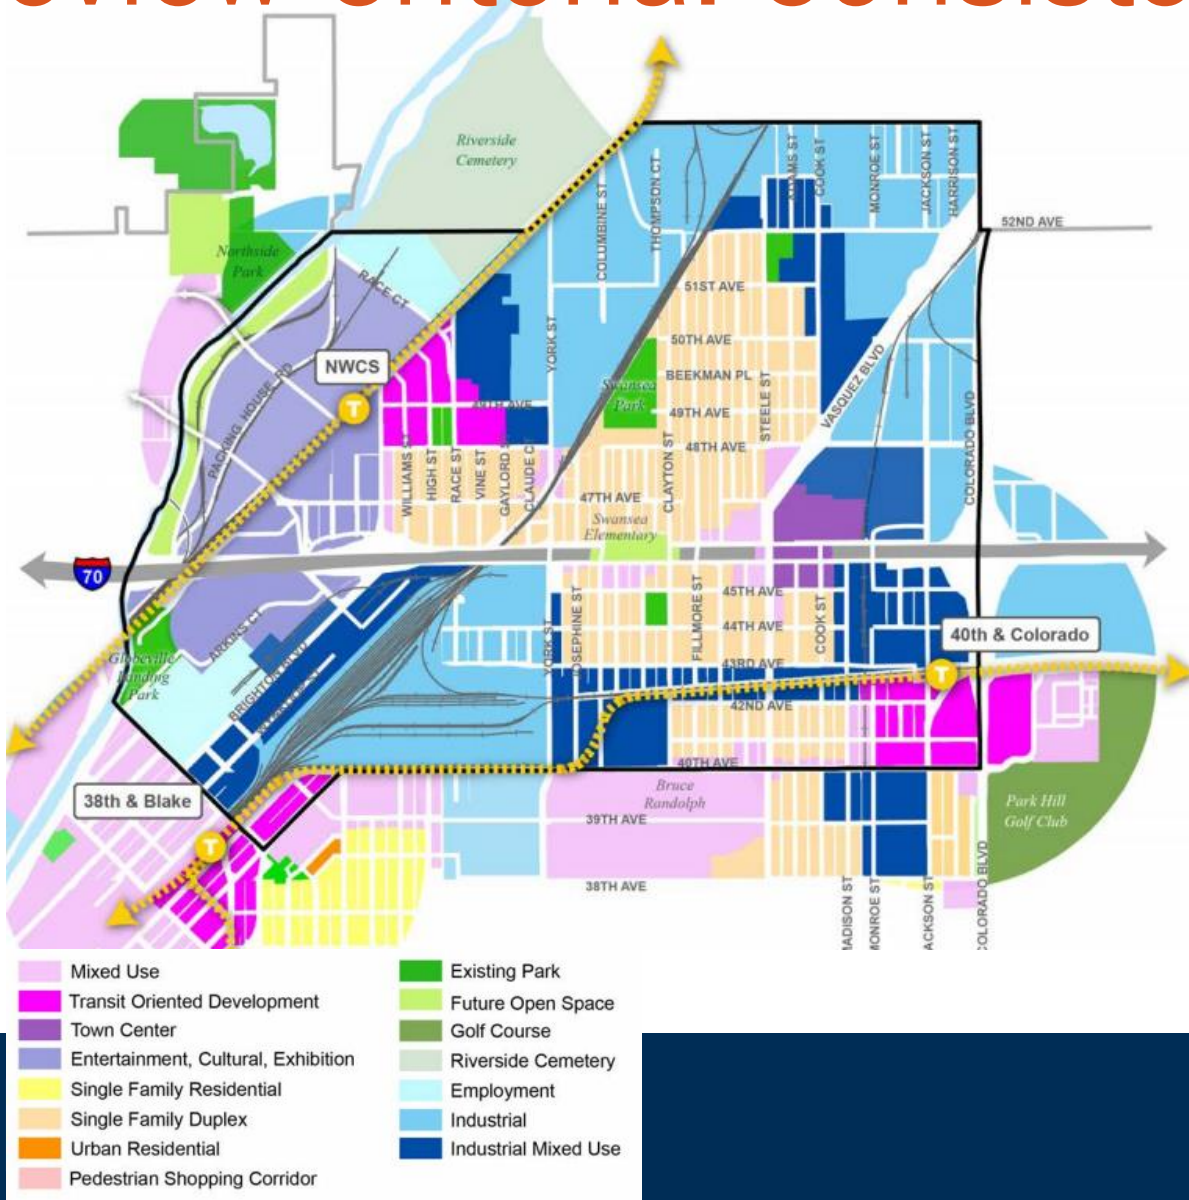 Riverside
Cemetery
Northside
Park
RACE CT
COLUMBINE ST
THOMPSON CT
COOK ST
MONROE ST
JACKSON ST
HARRISON ST
52ND AVE
51ST AVE
50TH AVE
BEEKMAN PL
49TH AVE
48TH AVE
47TH AVE
YORK ST
STEELE ST
VASQUEZ BLVD
COLORADO BLVD
NWCS
T
PACKING HOUSE RD
Swansea
Park
49TH AVE
WILLIAMS ST
HIGH ST
RACE ST
VINE ST
GAYLORD
CLAUDE CT
CLAYTON ST
Swansea
Elementary
70
ARKINS CT
BRIGHTON BLVD
Globeville
Landing
Park
YORK ST
JOSEPHINE ST
FILLMORE ST
COOK ST
45TH AVE
44TH AVE
43RD AVE
42ND AVE
40TH AVE
40th & Colorado
T
38th & Blake
T
Bruce
Randolph
39TH AVE
38TH AVE
Park Hill
Golf Club
COLORADO BLVD
Mixed Use
Transit Oriented Development
Town Center
Entertainment, Cultural, Exhibition
Single Family Residential
Single Family Duplex
Urban Residential
Pedestrian Shopping Corridor
Existing Park
Future Open Space
Golf Course
Riverside Cemetery
Employment
Industrial
Industrial Mixed Use